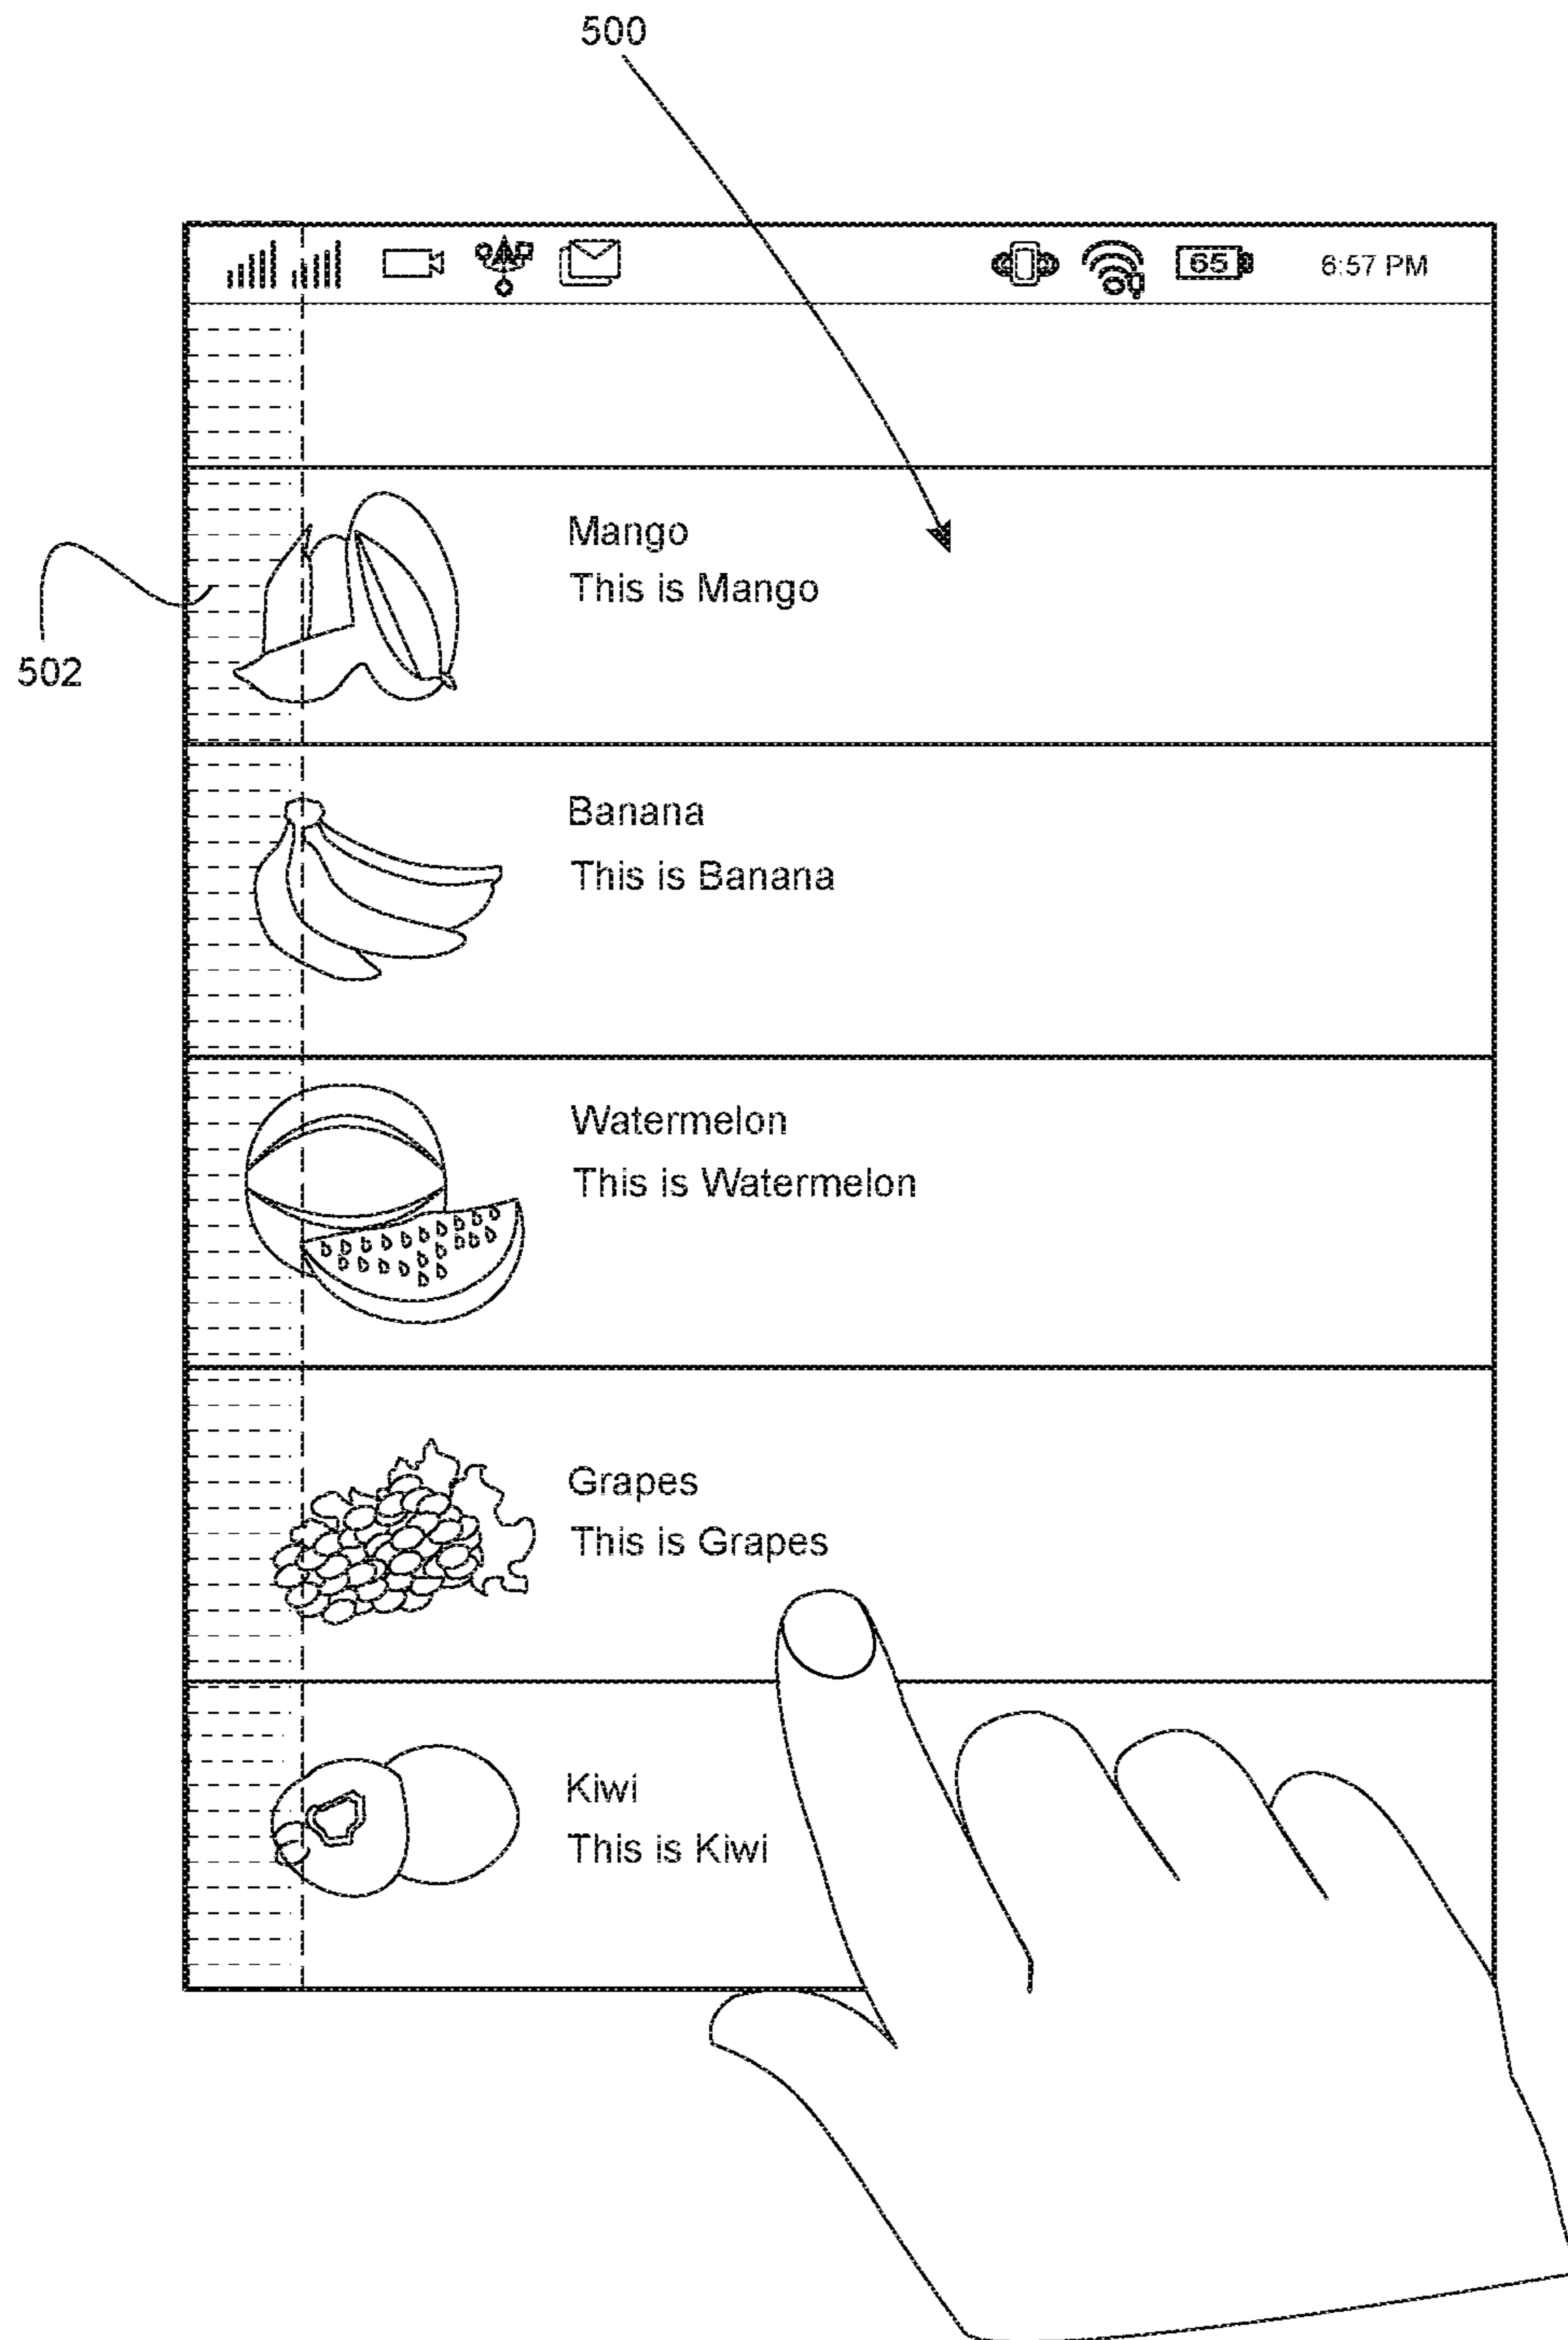 500
65
6:57 PM
Mango
This is Mango
502
Banana
This is Banana
Watermelon
This is Watermelon
Grapes
This is Grapes
Kiwi
This is Kiwi